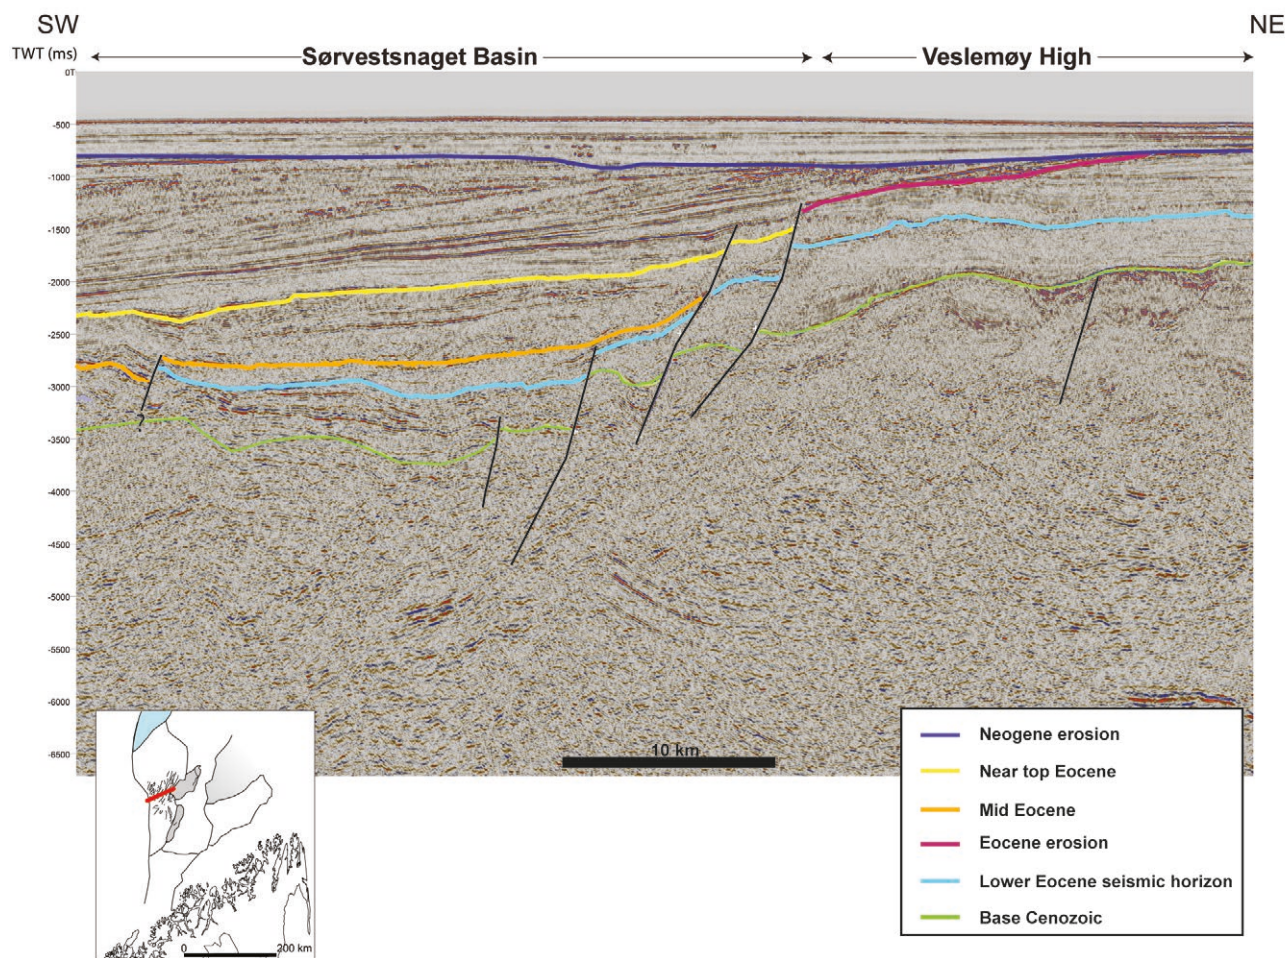 SW
NE
TWT (ms)
Sørvestsnaget Basin
Veslemøy High
0T
-500
-1000
-1500
-2000
-2500
-3000
?
-3500
-4000
-4500
-5000
-5500
-6000
-6500
10 km
Neogene erosion
Near top Eocene
Mid Eocene
Eocene erosion
Lower Eocene seismic horizon
Base Cenozoic
0
200 km